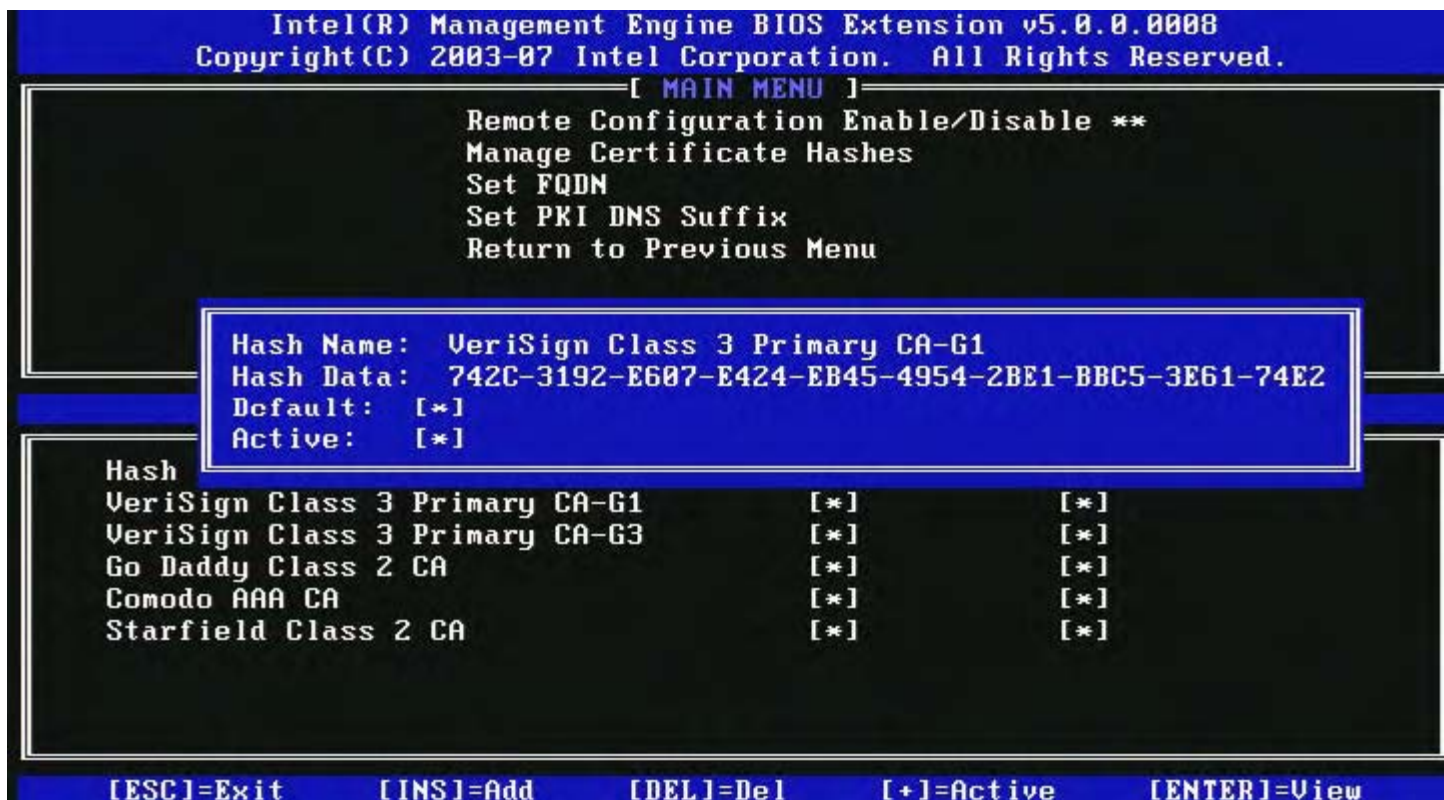 Intel(R) Management Engine BIOS Extension v5.0.0.0008
Copyright(C) 2003-07 Intel Corporation. All Rights Reserved.
[ MAIN MENU ]
Remote Configuration Enable/Disable **
Manage Certificate Hashes
Set FQDN
Set PKI DNS Suffix
Return to Previous Menu
Hash Name: VeriSign Class 3 Primary CA-G1
Hash Data: 742C-3192-E607-E424-EB45-4954-2BE1-BBC5-3E61-74E2
Default: [*]
Active: [*]
Hash
VeriSign Class 3 Primary CA-G1 [*] [*]
VeriSign Class 3 Primary CA-G3 [*] [*]
Go Daddy Class 2 CA [*] [*]
Comodo AAA CA [*] [*]
Starfield Class 2 CA [*] [*]
[ESC]=Exit [INS]=Add [DEL]=Del [+]=Active [ENTER]=View